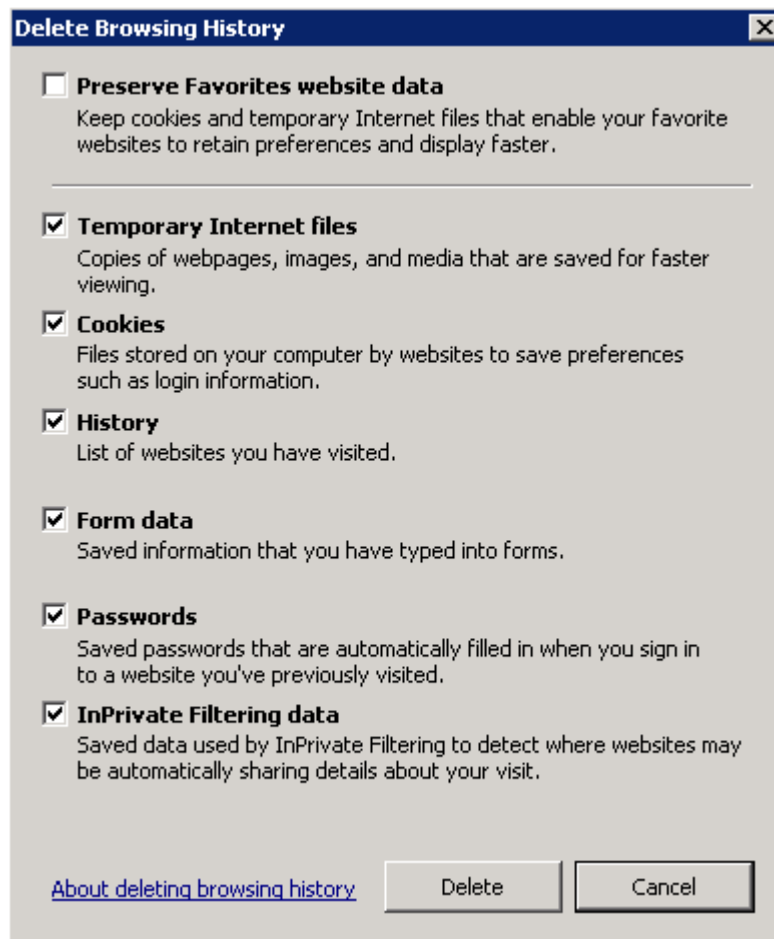 Delete Browsing History
Preserve Favorites website data
Keep cookies and temporary Internet files that enable your favorite
websites to retain preferences and display faster.
Temporary Internet files
Copies of webpages, images, and media that are saved for faster
viewing.
Cookies
Files stored on your computer by websites to save preferences
such as login information.
History
List of websites you have visited.
Form data
Saved information that you have typed into forms.
Passwords
Saved passwords that are automatically filled in when you sign in
to a website you've previously visited.
InPrivate Filtering data
Saved data used by InPrivate Filtering to detect where websites may
be automatically sharing details about your visit.
About deleting browsing history
Delete
Cancel